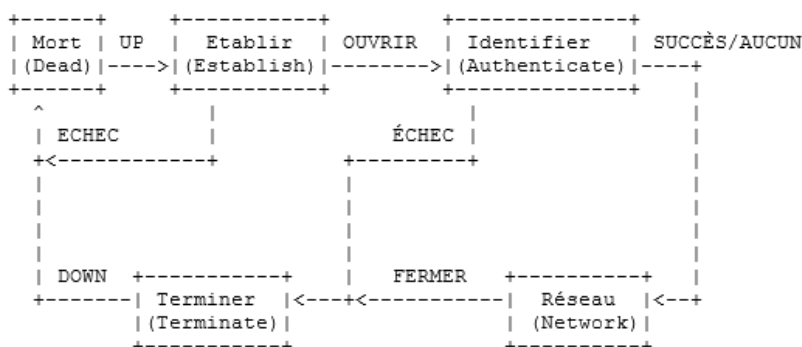 Mort UP Etablir OUVRIR Identifier SUCCÈS/AUCUN
(Dead) (Establish) (Authenticate)
ECHEC ÉCHEC
DOWN FERMER
Terminer Réseau
(Terminate) (Network)